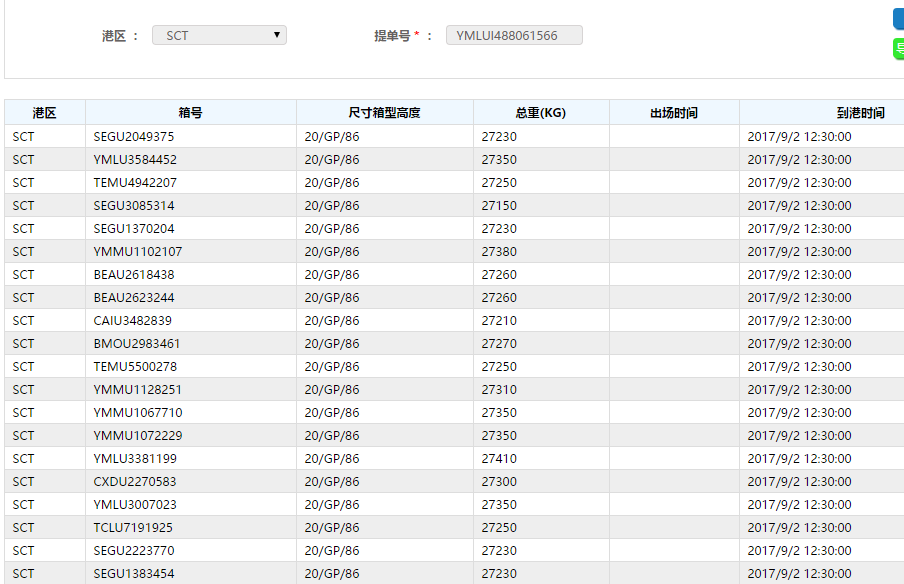 港区 ： SCT 提单号 * ： YMLUI488061566
港区 箱号 尺寸箱型高度 总重(KG) 出场时间 到港时间
SCT SEGU2049375 20/GP/86 27230 2017/9/2 12:30:00
SCT YMLU3584452 20/GP/86 27350 2017/9/2 12:30:00
SCT TEMU4942207 20/GP/86 27250 2017/9/2 12:30:00
SCT SEGU3085314 20/GP/86 27150 2017/9/2 12:30:00
SCT SEGU1370204 20/GP/86 27230 2017/9/2 12:30:00
SCT YMMU1102107 20/GP/86 27380 2017/9/2 12:30:00
SCT BEAU2618438 20/GP/86 27260 2017/9/2 12:30:00
SCT BEAU2623244 20/GP/86 27260 2017/9/2 12:30:00
SCT CAIU3482839 20/GP/86 27210 2017/9/2 12:30:00
SCT BMOU2983461 20/GP/86 27270 2017/9/2 12:30:00
SCT TEMU5500278 20/GP/86 27250 2017/9/2 12:30:00
SCT YMMU1128251 20/GP/86 27310 2017/9/2 12:30:00
SCT YMMU1067710 20/GP/86 27350 2017/9/2 12:30:00
SCT YMMU1072229 20/GP/86 27350 2017/9/2 12:30:00
SCT YMLU3381199 20/GP/86 27410 2017/9/2 12:30:00
SCT CXDU2270583 20/GP/86 27300 2017/9/2 12:30:00
SCT YMLU3007023 20/GP/86 27350 2017/9/2 12:30:00
SCT TCLU7191925 20/GP/86 27250 2017/9/2 12:30:00
SCT SEGU2223770 20/GP/86 27230 2017/9/2 12:30:00
SCT SEGU1383454 20/GP/86 27230 2017/9/2 12:30:00